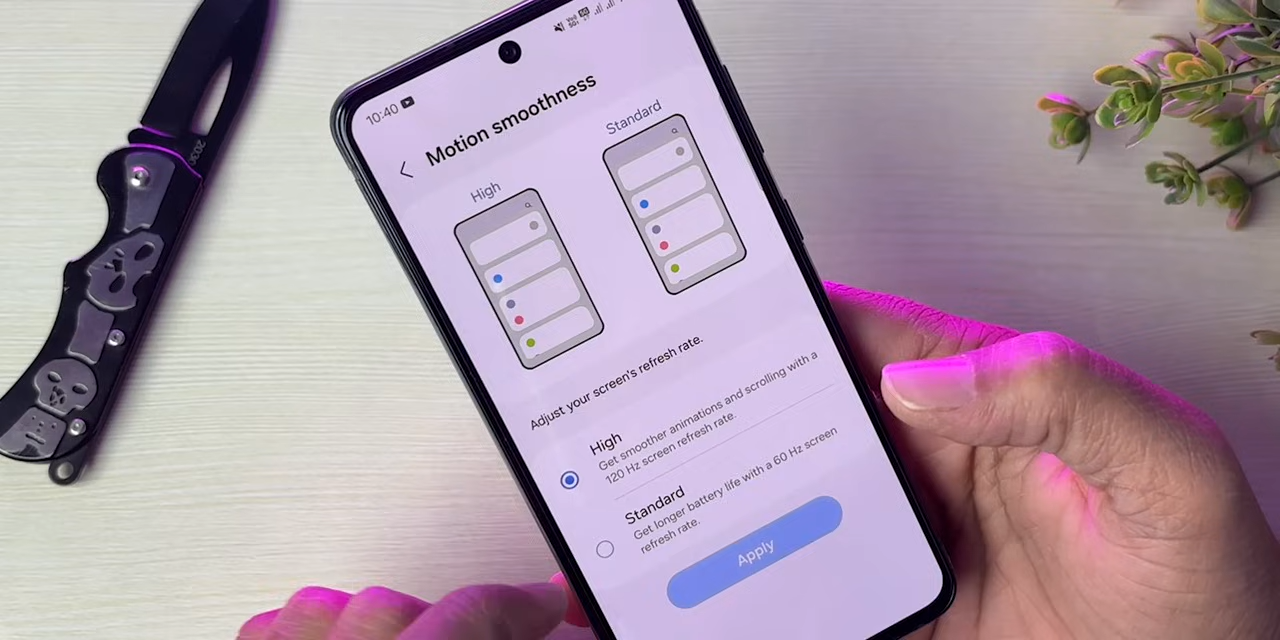 10:40
Motion smoothness
High
Standard
Adjust your screen's refresh rate.
High
Get smoother animations and scrolling with a
120 Hz screen refresh rate.
Standard
Get longer battery life with a 60 Hz screen
refresh rate.
Apply